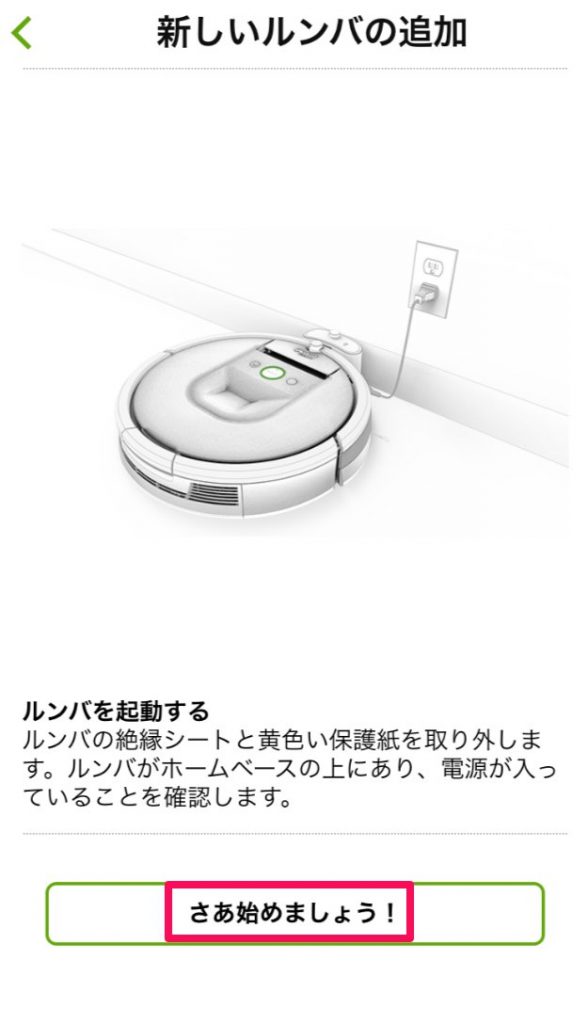 新しいルンバの追加
ルンバを起動する
ルンバの絶縁シートと黄色い保護紙を取り外しま
す。ルンバがホームベースの上にあり、電源が入っ
ていることを確認します。
さあ始めましょう！